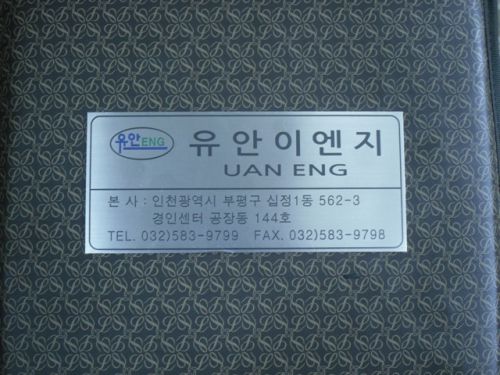 유안ENG
유안이엔지
UAN ENG
본 사 : 인천광역시 부평구 십정1동 562-3
경인센터 공장동 144호
TEL. 032)583-9799 FAX. 032)583-9798